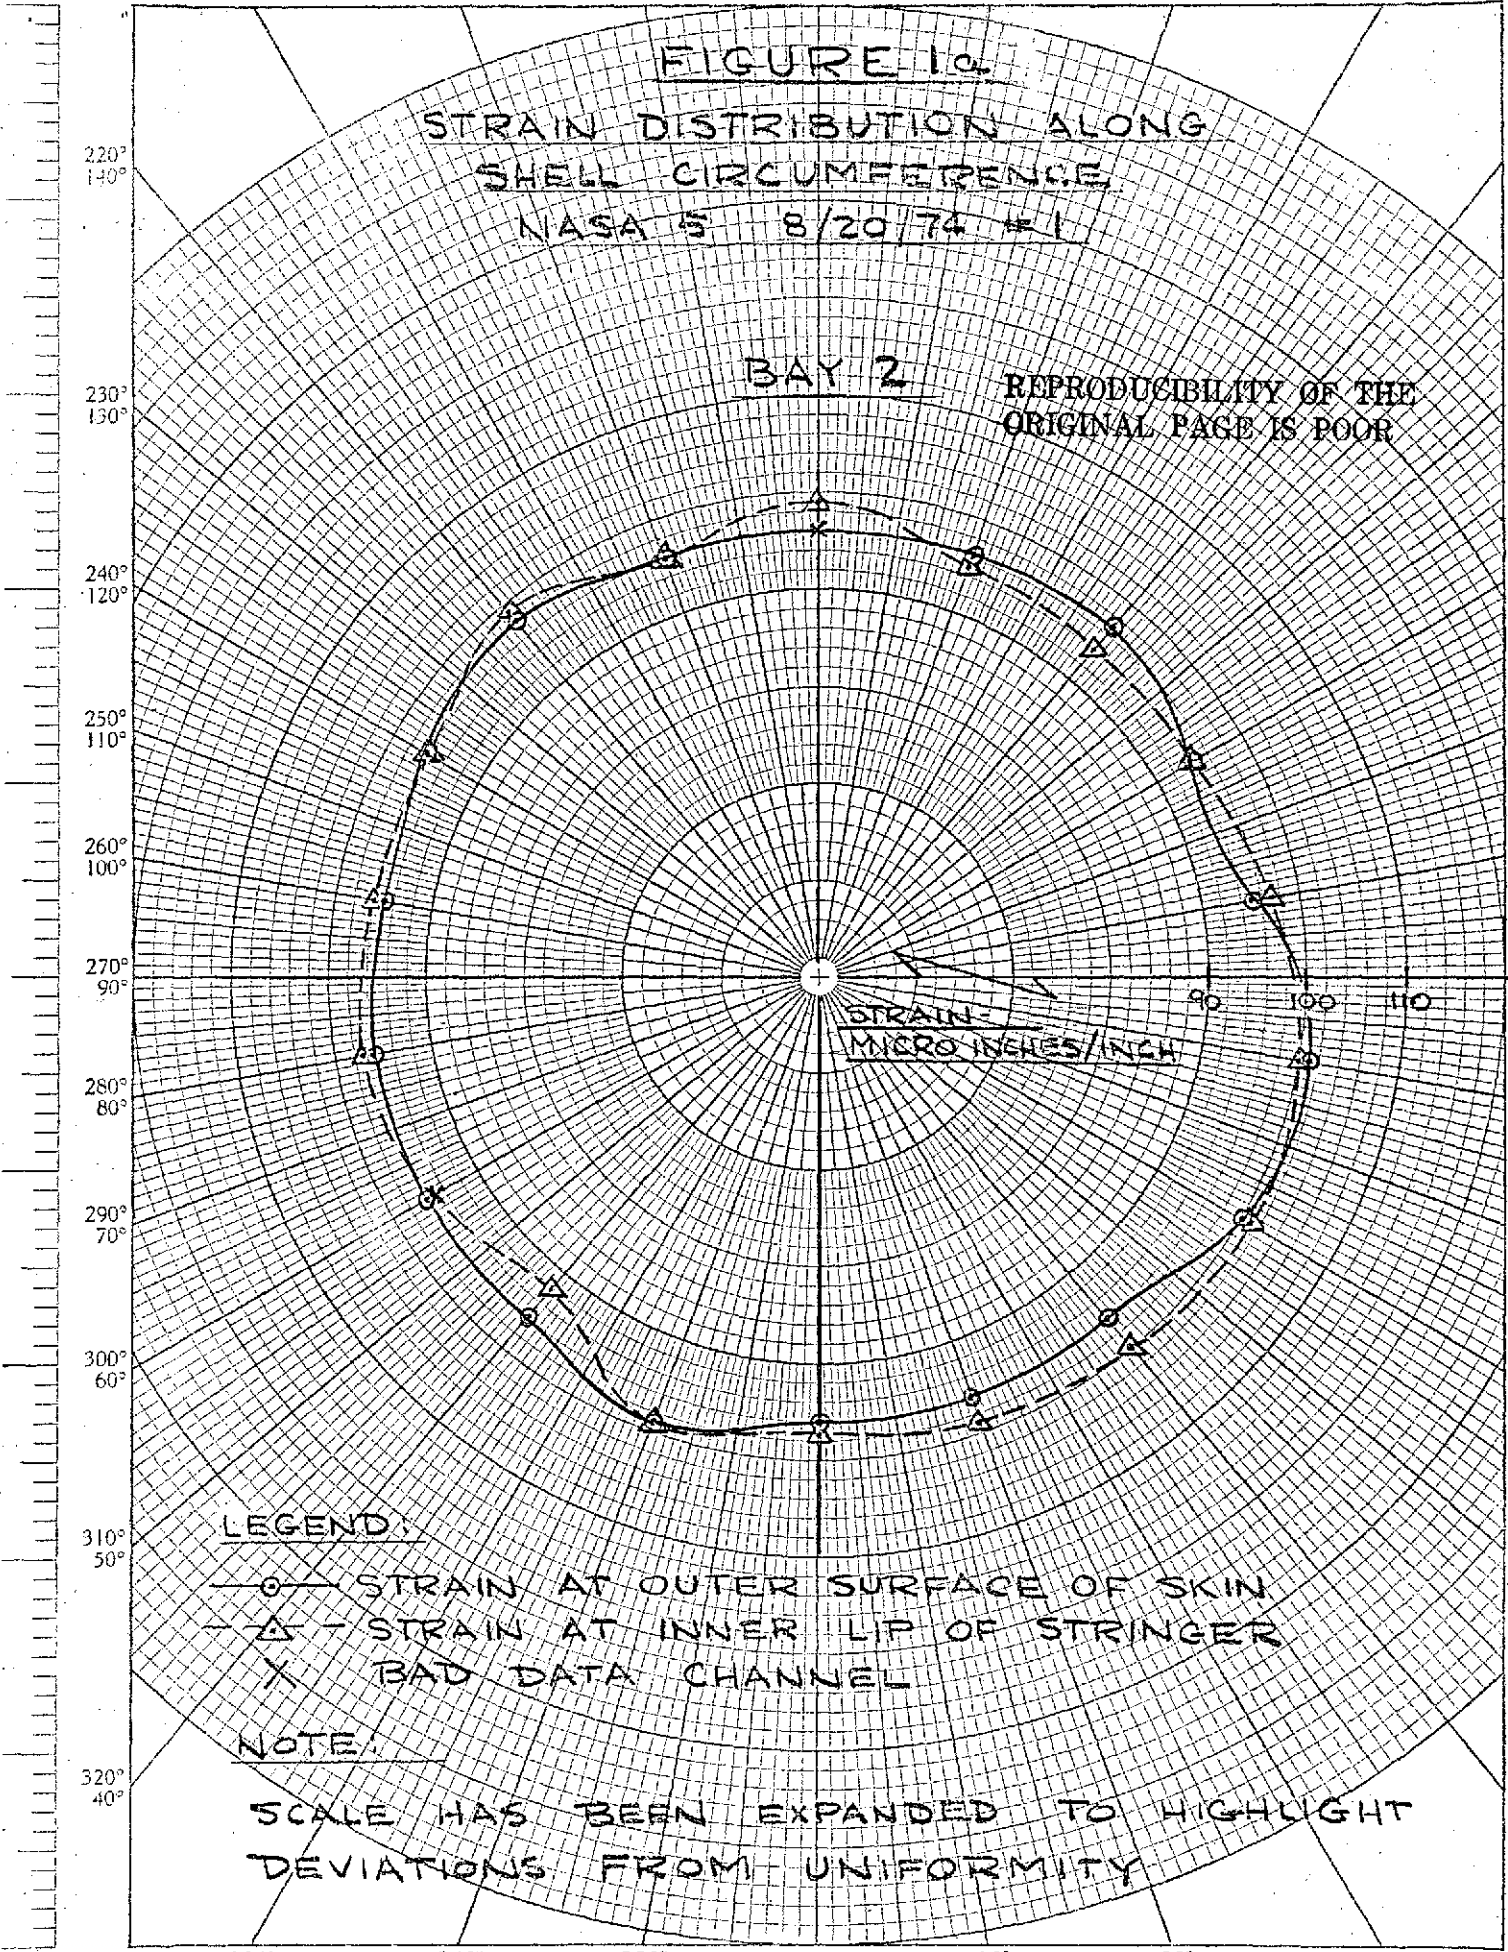 FIGURE 1a
STRAIN DISTRIBUTION ALONG
SHELL CIRCUMFERENCE
NASA 5 8/20/74 #1
220°
140°
BAY 2
REPRODUCIBILITY OF THE
ORIGINAL PAGE IS POOR
230°
130°
240°
120°
250°
110°
260°
100°
270°
90°
90 100 110
STRAIN-
MICRO INCHES/INCH
280°
80°
290°
70°
300°
60°
310°
50°
LEGEND:
STRAIN AT OUTER SURFACE OF SKIN
STRAIN AT INNER LIP OF STRINGER
X BAD DATA CHANNEL
NOTE:
320°
40°
SCALE HAS BEEN EXPANDED TO HIGHLIGHT
DEVIATIONS FROM UNIFORMITY